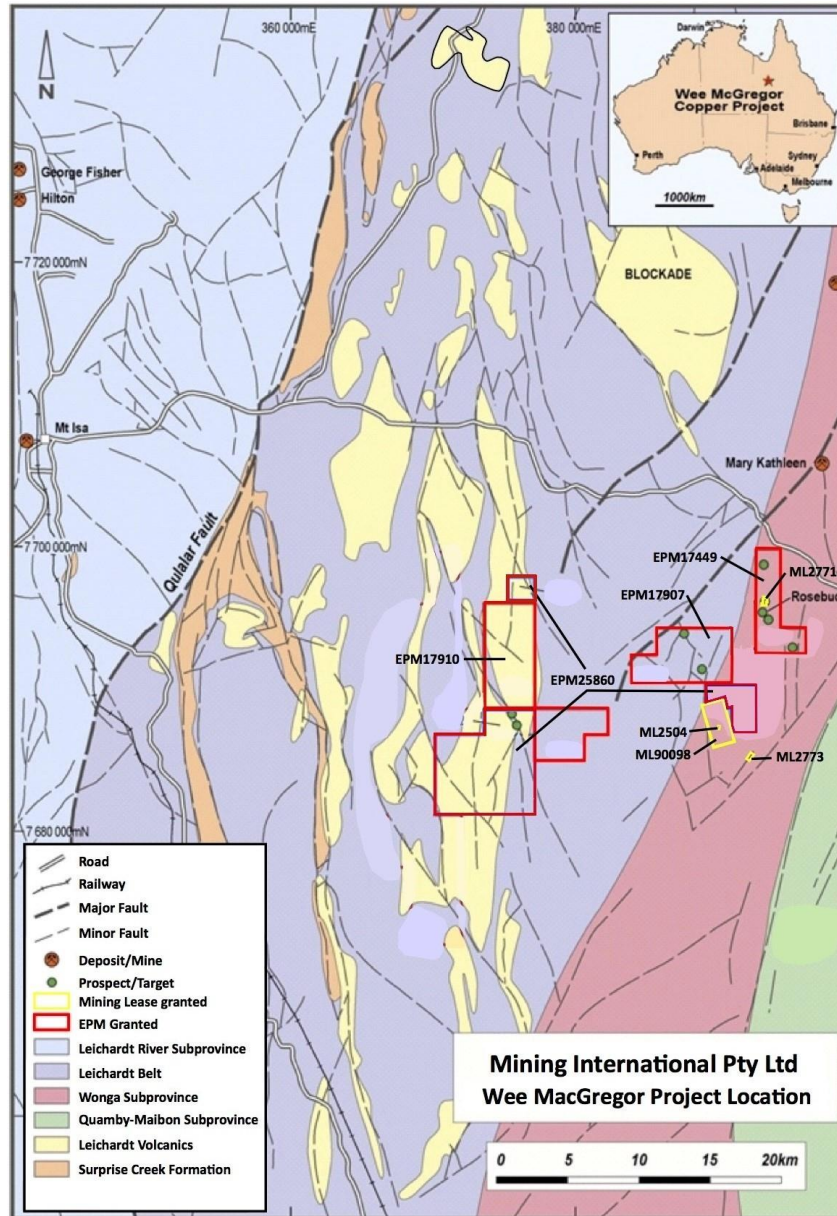 360 000mE
380 000mE
N
Darwin
Wee McGregor
Copper Project
Brisbane
Perth
Sydney
Adelaide
Melbourne
1000km
George Fisher
Hilton
7 720 000mN
BLOCKADE
Mt Isa
Mary Kathleen
Qulalar Fault
7 700 000mN
EPM17449
ML2771
Rosebud
EPM17907
EPM17910
EPM25860
ML2504
ML90098
ML2773
7 680 000mN
Road
Railway
Major Fault
Minor Fault
Deposit/Mine
Prospect/Target
Mining Lease granted
EPM Granted
Leichardt River Subprovince
Leichardt Belt
Wonga Subprovince
Quamby-Maibon Subprovince
Leichardt Volcanics
Surprise Creek Formation
Mining International Pty Ltd
Wee MacGregor Project Location
0 5 10 15 20km